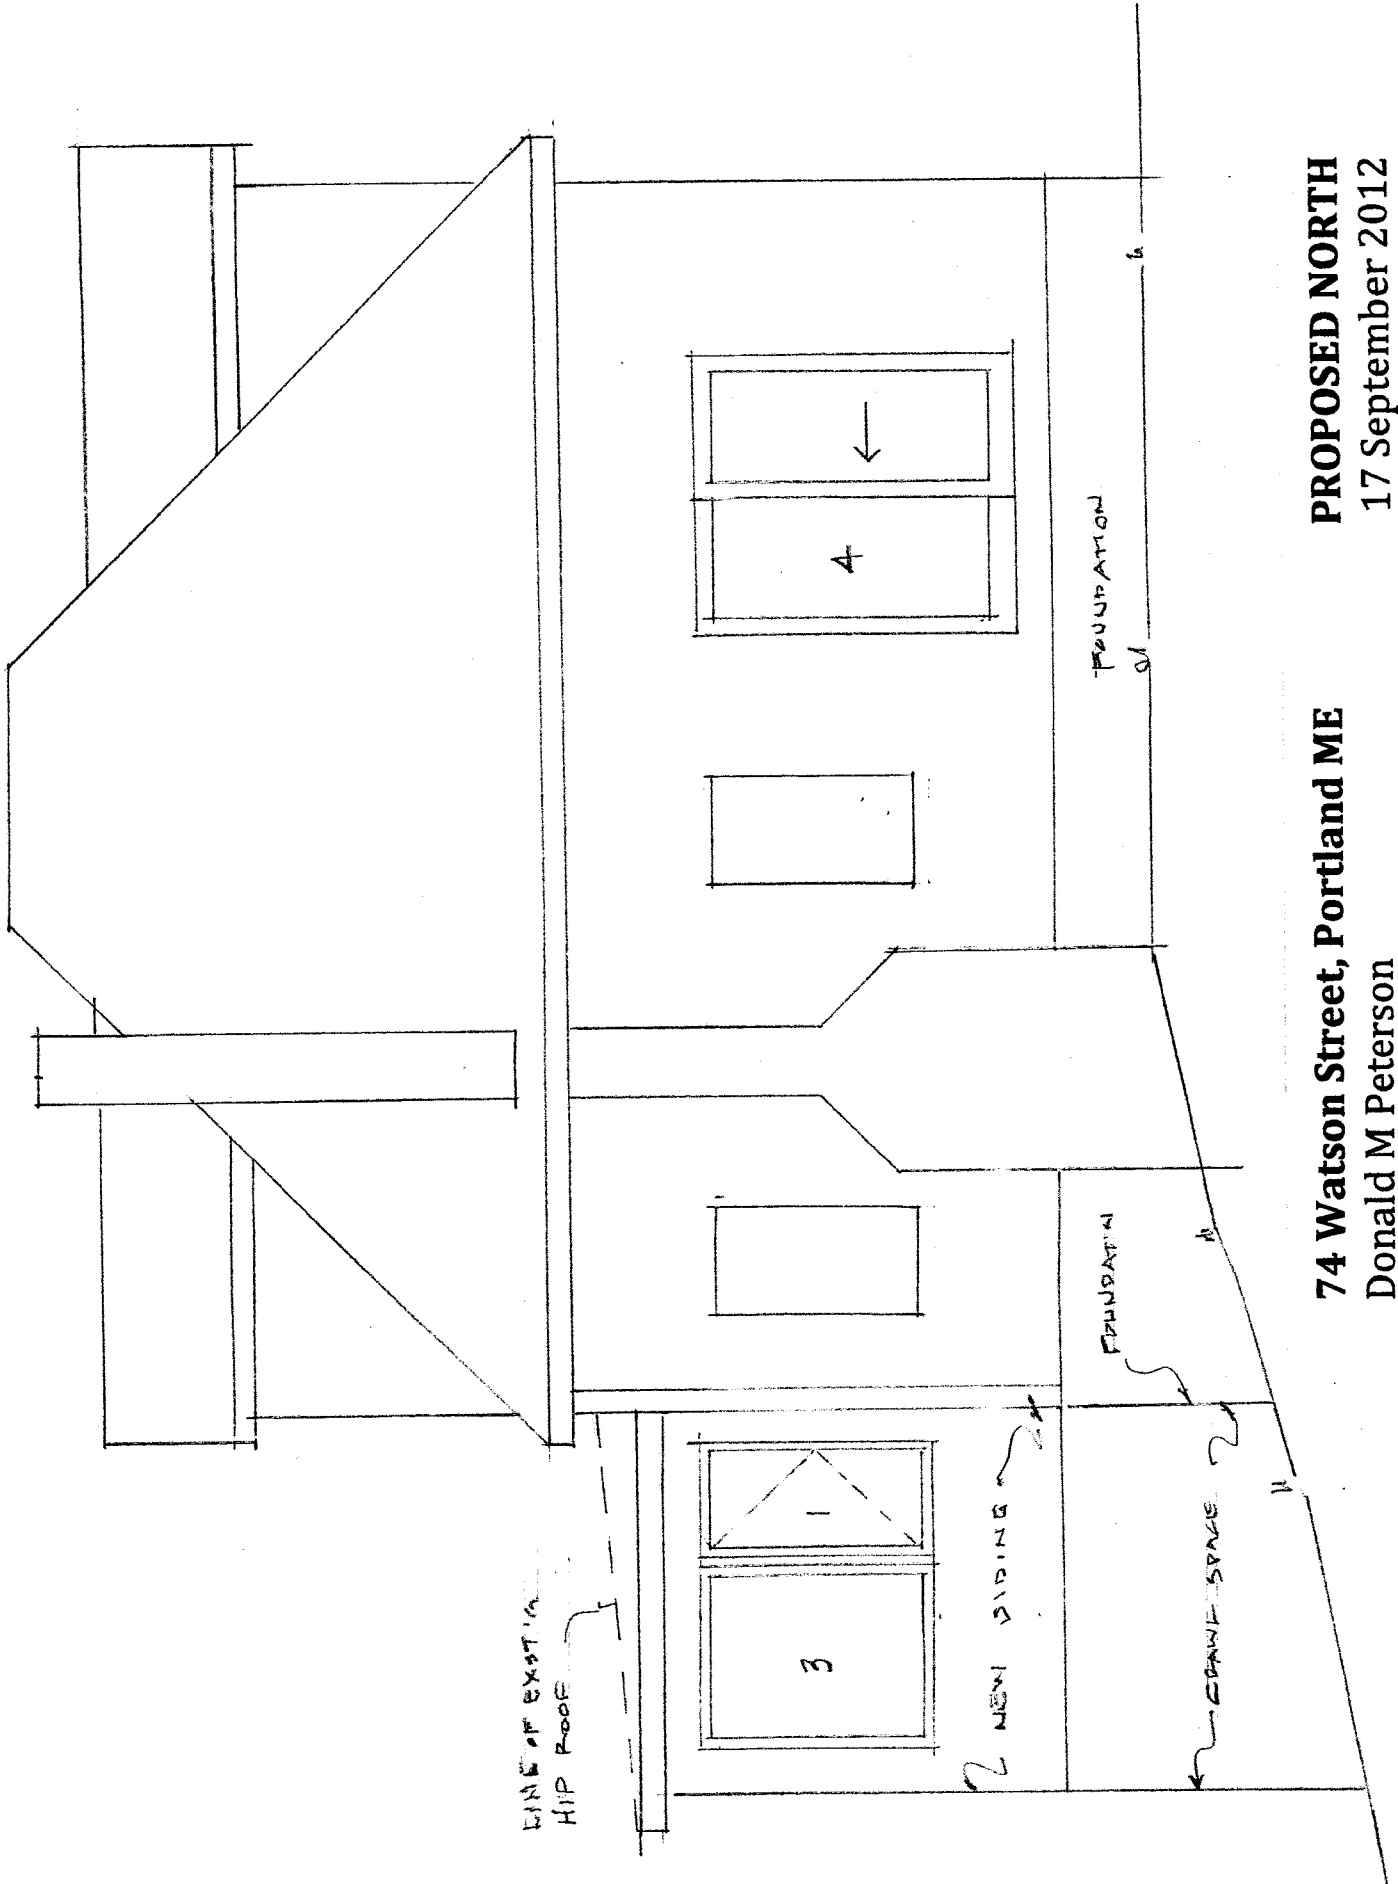 LINE OF EXIST'G
HIP ROOF
3
1
4
NEW SIDING
FOUNDATION
FOUNDAT'N
CRAWL SPACE
74 Watson Street, Portland ME
PROPOSED NORTH
Donald M Peterson
17 September 2012